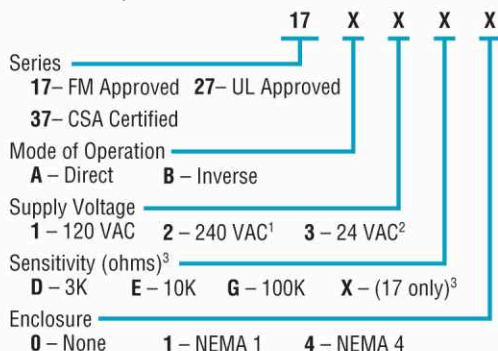 17 X X X X
Series
17– FM Approved 27– UL Approved
37– CSA Certified
Mode of Operation
A – Direct B – Inverse
Supply Voltage
1 – 120 VAC 2 – 240 VAC¹ 3 – 24 VAC²
Sensitivity (ohms)³
D – 3K E – 10K G – 100K X – (17 only)³
Enclosure
0 – None 1 – NEMA 1 4 – NEMA 4